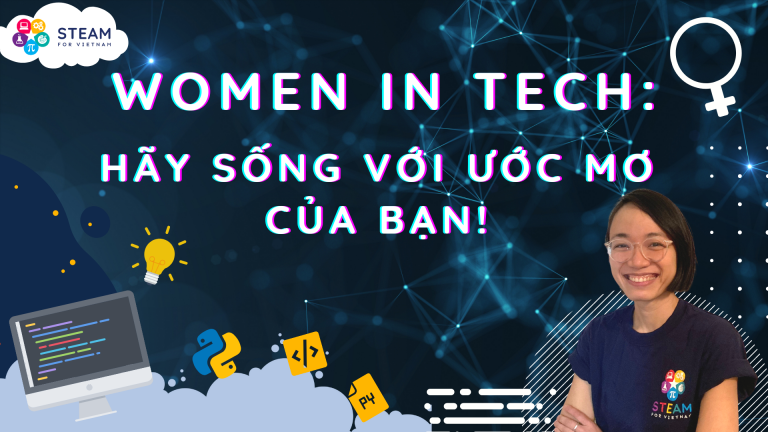 STEAM
FOR VIETNAM
WOMEN IN TECH:
HÃY SỐNG VỚI ƯỚC MƠ
CỦA BẠN!
</>
PY
STEAM
FOR VIETNAM